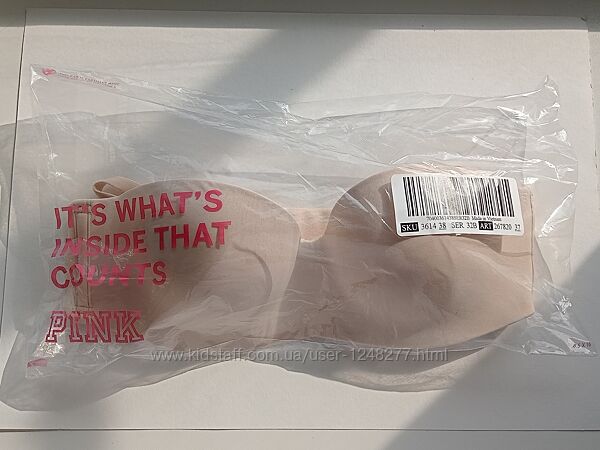 IT'S WHAT'S
INSIDE THAT
COUNTS
PINK
Made in Vietnam
SKU 3614 38 SER 32B ART 267820 37
www.kidstaff.com.ua/user-1248277.html